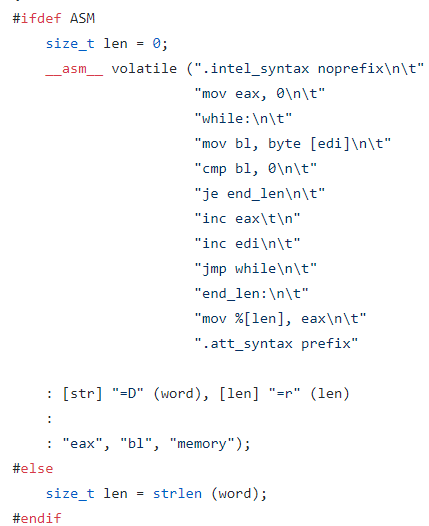 #ifdef ASM
size_t len = 0;
__asm__ volatile (".intel_syntax noprefix\n\t"
"mov eax, 0\n\t"
"while:\n\t"
"mov bl, byte [edi]\n\t"
"cmp bl, 0\n\t"
"je end_len\n\t"
"inc eax\t\n"
"inc edi\n\t"
"jmp while\n\t"
"end_len:\n\t"
"mov %[len], eax\n\t"
".att_syntax prefix"
: [str] "=D" (word), [len] "=r" (len)
:
: "eax", "bl", "memory");
#else
size_t len = strlen (word);
#endif